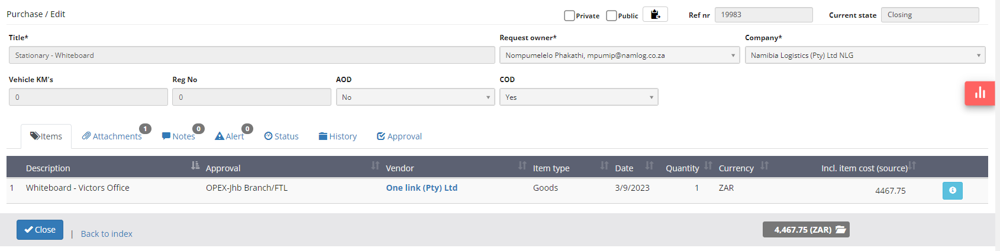 Purchase / Edit
Private Public Ref nr 19983 Current state Closing
Title* Request owner* Company*
Stationary - Whiteboard Nompumelelo Phakathi, mpumip@namlog.co.za Namibia Logistics (Pty) Ltd NLG
Vehicle KM's Reg No AOD COD
0 0 No Yes
Items Attachments 1 Notes 0 Alert 0 Status History Approval
Description Approval Vendor Item type Date Quantity Currency Incl. item cost (source)
1 Whiteboard - Victors Office OPEX-Jhb Branch/FTL One link (Pty) Ltd Goods 3/9/2023 1 ZAR 4467.75
Close | Back to index 4,467.75 (ZAR)